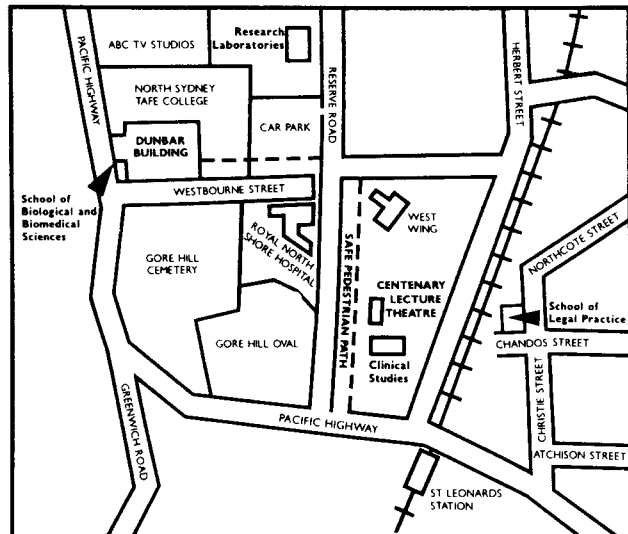 ABC TV STUDIOS
Research
Laboratories
PACIFIC HIGHWAY
NORTH SYDNEY
TAFE COLLEGE
RESERVE ROAD
HERBERT STREET
CAR PARK
DUNBAR
BUILDING
School of
Biological and
Biomedical
Sciences
WESTBOURNE STREET
WEST
WING
ROYAL NORTH
SHORE HOSPITAL
SAFE PEDESTRIAN PATH
GORE HILL
CEMETERY
NORTHCOTE STREET
CENTENARY
LECTURE
THEATRE
School of
Legal Practice
GORE HILL OVAL
Clinical
Studies
CHANDOS STREET
CHRISTIE STREET
GREENWICH ROAD
PACIFIC HIGHWAY
ATCHISON STREET
ST LEONARDS
STATION